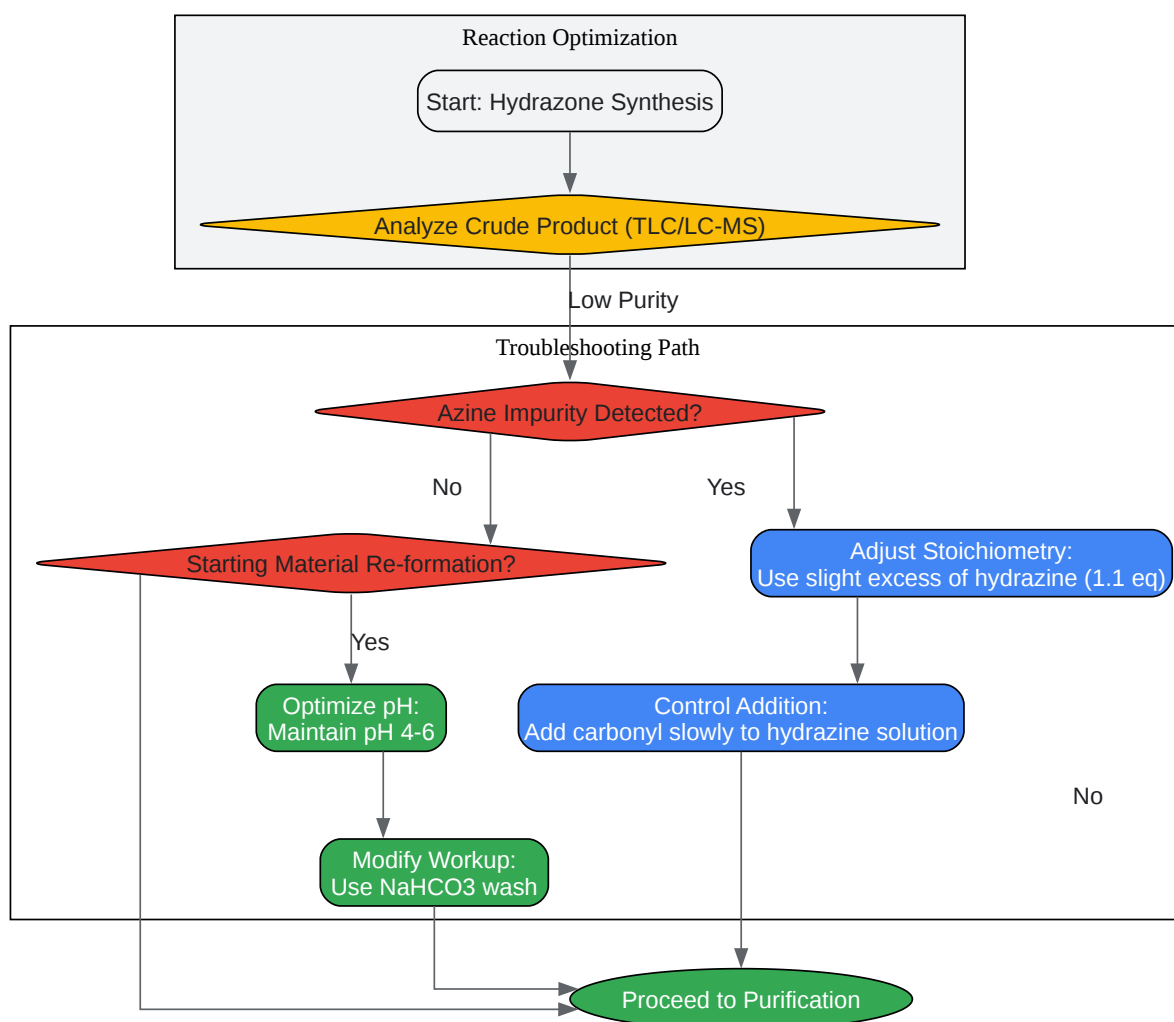 Reaction Optimization
Start: Hydrazone Synthesis
Analyze Crude Product (TLC/LC-MS)
Low Purity
Troubleshooting Path
Azine Impurity Detected?
No
Yes
Starting Material Re-formation?
Adjust Stoichiometry:
Use slight excess of hydrazine (1.1 eq)
Yes
Optimize pH:
Maintain pH 4-6
Control Addition:
Add carbonyl slowly to hydrazine solution
No
Modify Workup:
Use NaHCO3 wash
Proceed to Purification